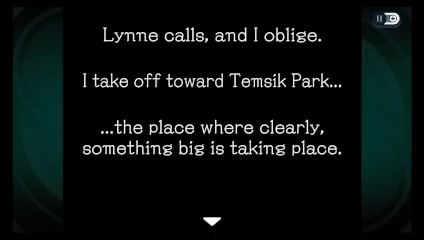 Lynne calls, and I oblige.
I take off toward Temsik Park...
...the place where clearly,
something big is taking place.